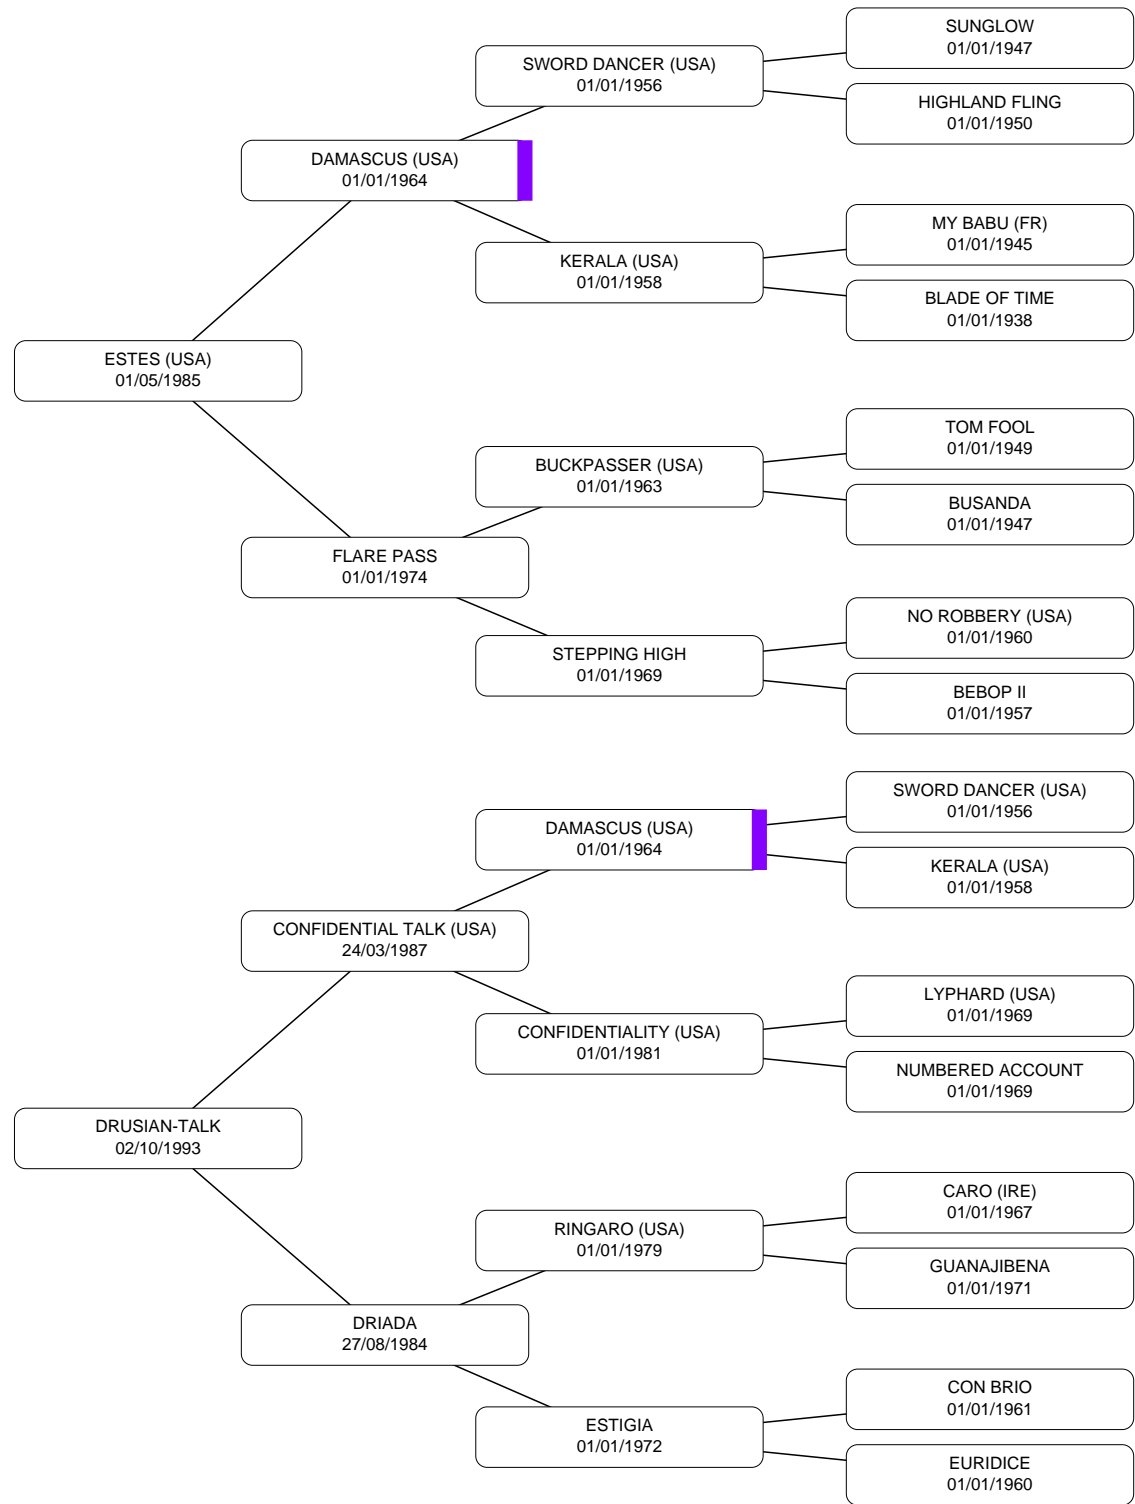 SUNGLOW
01/01/1947
SWORD DANCER (USA)
01/01/1956
HIGHLAND FLING
01/01/1950
DAMASCUS (USA)
01/01/1964
MY BABU (FR)
01/01/1945
KERALA (USA)
01/01/1958
BLADE OF TIME
01/01/1938
ESTES (USA)
01/05/1985
TOM FOOL
01/01/1949
BUCKPASSER (USA)
01/01/1963
BUSANDA
01/01/1947
FLARE PASS
01/01/1974
NO ROBBERY (USA)
01/01/1960
STEPPING HIGH
01/01/1969
BEBOP II
01/01/1957
SWORD DANCER (USA)
01/01/1956
DAMASCUS (USA)
01/01/1964
KERALA (USA)
01/01/1958
CONFIDENTIAL TALK (USA)
24/03/1987
LYPHARD (USA)
01/01/1969
CONFIDENTIALITY (USA)
01/01/1981
NUMBERED ACCOUNT
01/01/1969
DRUSIAN-TALK
02/10/1993
CARO (IRE)
01/01/1967
RINGARO (USA)
01/01/1979
GUANAJIBENA
01/01/1971
DRIADA
27/08/1984
CON BRIO
01/01/1961
ESTIGIA
01/01/1972
EURIDICE
01/01/1960